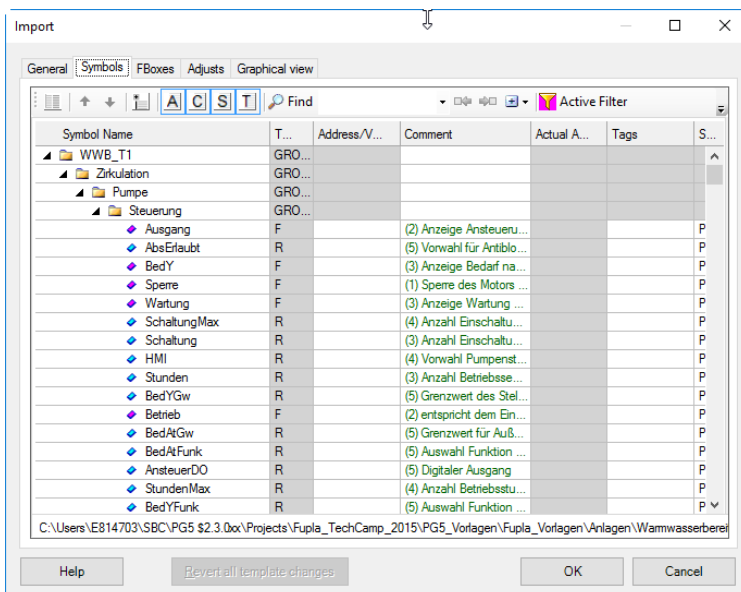 Import
General Symbols FBoxes Adjusts Graphical view
A C S T Find Active Filter
Symbol Name T... Address/V... Comment Actual A... Tags S...
WWB_T1 GRO...
Zirkulation GRO...
Pumpe GRO...
Steuerung GRO...
Ausgang F (2) Anzeige Ansteueru... P
AbsErlaubt R (5) Vorwahl für Antiblo... P
BedY F (3) Anzeige Bedarf na... P
Sperre F (1) Sperre des Motors ... P
Wartung F (3) Anzeige Wartung ... P
SchaltungMax R (4) Anzahl Einschaltu... P
Schaltung R (3) Anzahl Einschaltu... P
HMI R (4) Vorwahl Pumpenst... P
Stunden R (3) Anzahl Betriebsse... P
BedYGw R (5) Grenzwert des Stel... P
Betrieb F (2) entspricht dem Ein... P
BedAtGw R (5) Grenzwert für Auß... P
BedAtFunk R (5) Auswahl Funktion ... P
AnsteuerDO R (5) Digitaler Ausgang P
StundenMax R (4) Anzahl Betriebsstu... P
BedYFunk R (5) Auswahl Funktion ... P
C:\Users\E814703\SBC\PG5 $2.3.0xx\Projects\Fupla_TechCamp_2015\PG5_Vorlagen\Fupla_Vorlagen\Anlagen\Warmwasserberei
Help Revert all template changes OK Cancel